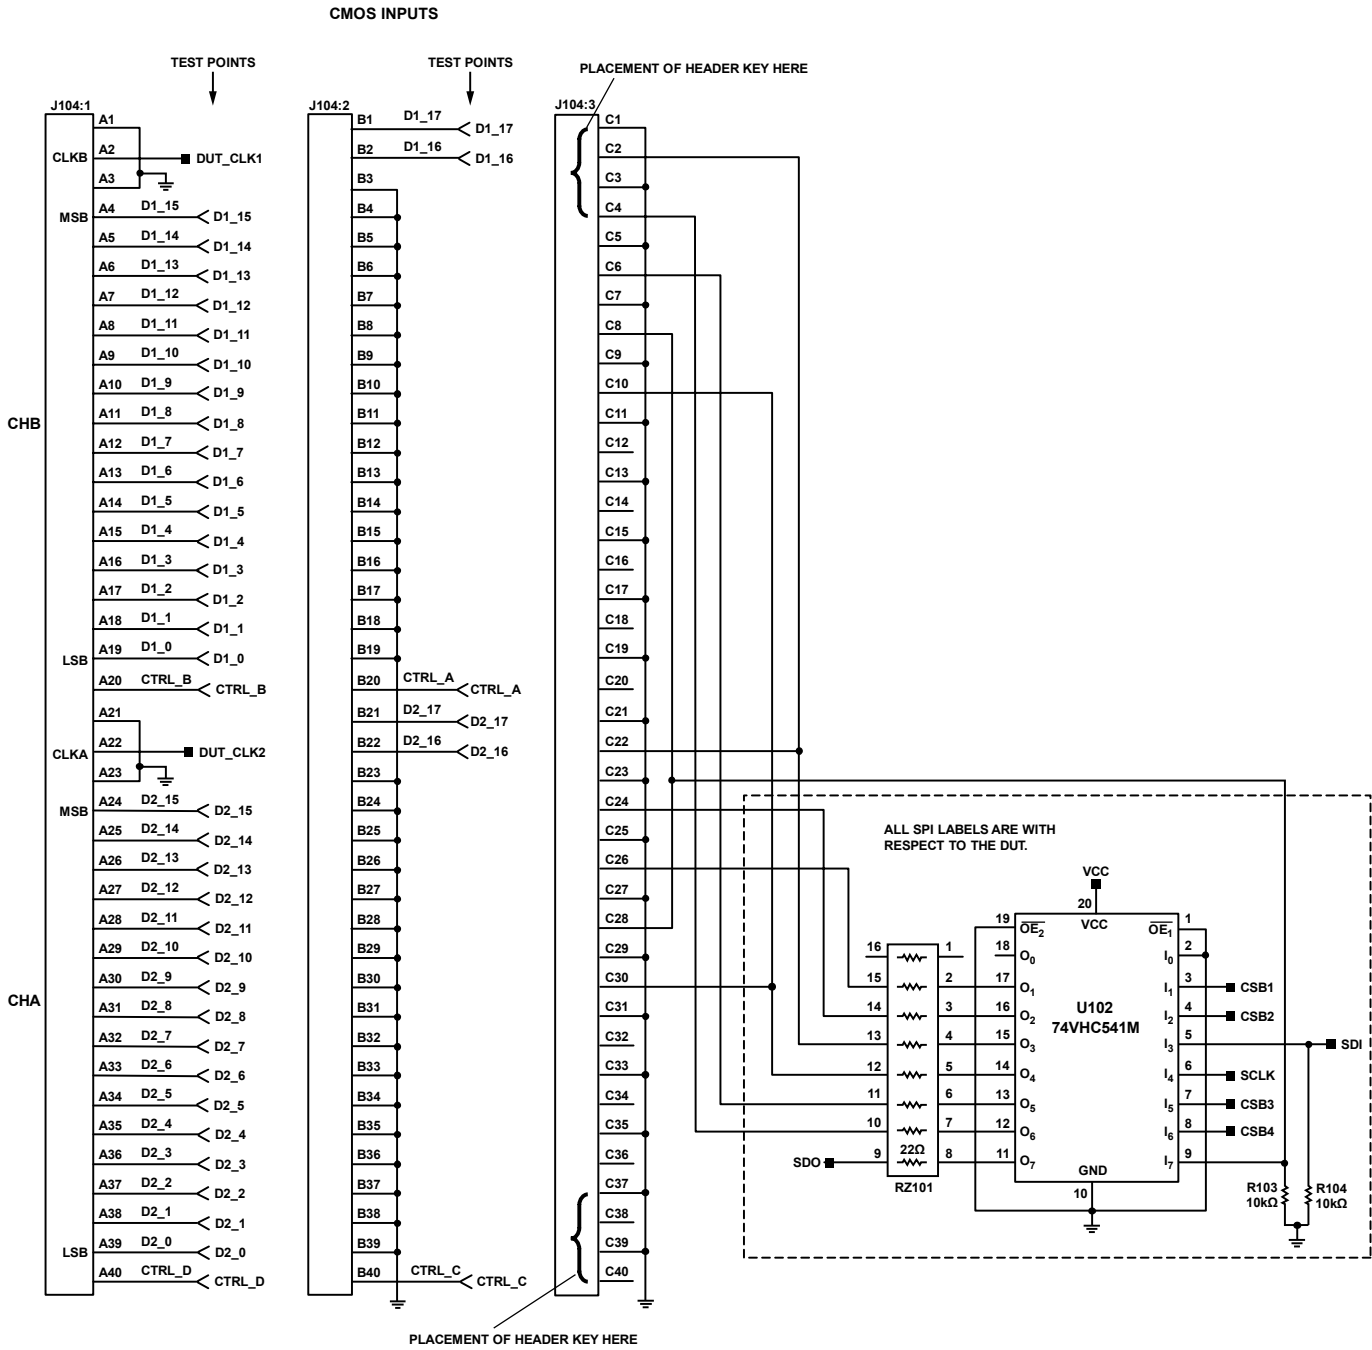 CMOS INPUTS
TEST POINTS
TEST POINTS
PLACEMENT OF HEADER KEY HERE
J104:1
A1
CLKB A2 DUT_CLK1
A3
MSB A4 D1_15 D1_15
A5 D1_14 D1_14
A6 D1_13 D1_13
A7 D1_12 D1_12
A8 D1_11 D1_11
A9 D1_10 D1_10
A10 D1_9 D1_9
CHB
A11 D1_8 D1_8
A12 D1_7 D1_7
A13 D1_6 D1_6
A14 D1_5 D1_5
A15 D1_4 D1_4
A16 D1_3 D1_3
A17 D1_2 D1_2
A18 D1_1 D1_1
LSB A19 D1_0 D1_0
A20 CTRL_B CTRL_B
A21
CLKA A22 DUT_CLK2
A23
MSB A24 D2_15 D2_15
A25 D2_14 D2_14
A26 D2_13 D2_13
A27 D2_12 D2_12
A28 D2_11 D2_11
A29 D2_10 D2_10
A30 D2_9 D2_9
CHA
A31 D2_8 D2_8
A32 D2_7 D2_7
A33 D2_6 D2_6
A34 D2_5 D2_5
A35 D2_4 D2_4
A36 D2_3 D2_3
A37 D2_2 D2_2
A38 D2_1 D2_1
LSB A39 D2_0 D2_0
A40 CTRL_D CTRL_D
J104:2
B1 D1_17 D1_17
B2 D1_16 D1_16
B3
B4
B5
B6
B7
B8
B9
B10
B11
B12
B13
B14
B15
B16
B17
B18
B19
B20 CTRL_A CTRL_A
B21 D2_17 D2_17
B22 D2_16 D2_16
B23
B24
B25
B26
B27
B28
B29
B30
B31
B32
B33
B34
B35
B36
B37
B38
B39
B40 CTRL_C CTRL_C
J104:3
C1
C2
C3
C4
C5
C6
C7
C8
C9
C10
C11
C12
C13
C14
C15
C16
C17
C18
C19
C20
C21
C22
C23
C24
C25
C26
C27
C28
C29
C30
C31
C32
C33
C34
C35
C36
C37
C38
C39
C40
PLACEMENT OF HEADER KEY HERE
ALL SPI LABELS ARE WITH
RESPECT TO THE DUT.
VCC
20
VCC
19 OE2 OE1 1
16 1 18 O0 I0 2
15 2 17 O1 I1 3 CSB1
U102
14 3 16 O2 I2 4 CSB2
74VHC541M
13 4 15 O3 I3 5 SDI
12 5 14 O4 I4 6 SCLK
11 6 13 O5 I5 7 CSB3
10 7 12 O6 I6 8 CSB4
22Ω
SDO 9 8 11 O7 I7 9
GND
10
RZ101
R103
10kΩ
R104
10kΩ